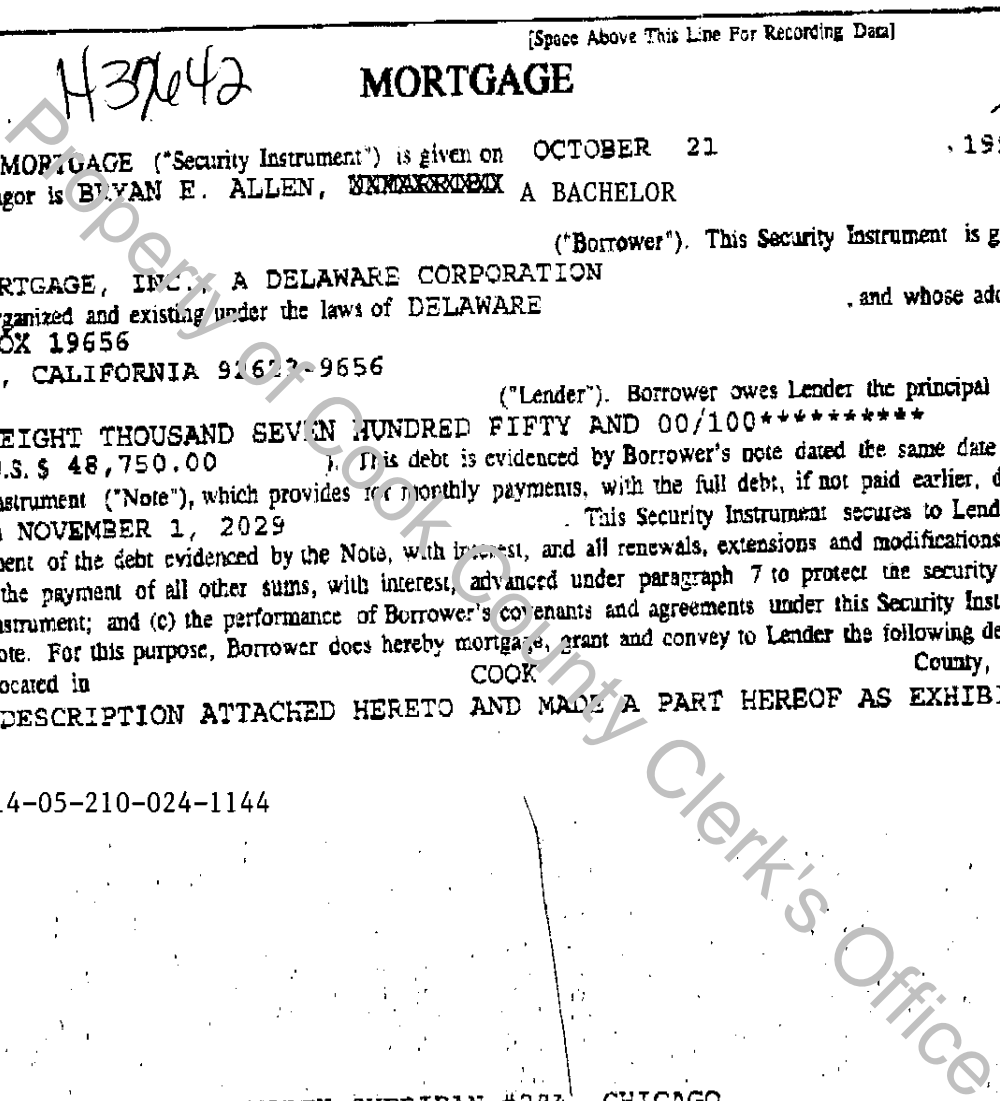 [Space Above This Line For Recording Data]
MORTGAGE
MORTGAGE ("Security Instrument") is given on OCTOBER 21 , 19
gor is BRYAN E. ALLEN, A BACHELOR
("Borrower"). This Security Instrument is g
RTGAGE, INC., A DELAWARE CORPORATION
rganized and existing under the laws of DELAWARE , and whose add
OX 19656
, CALIFORNIA 92623-9656
("Lender"). Borrower owes Lender the principal
EIGHT THOUSAND SEVEN HUNDRED FIFTY AND 00/100**********
.S. $ 48,750.00 ). This debt is evidenced by Borrower's note dated the same date
nstrument ("Note"), which provides for monthly payments, with the full debt, if not paid earlier, d
NOVEMBER 1, 2029 . This Security Instrument secures to Lend
ent of the debt evidenced by the Note, with interest, and all renewals, extensions and modifications
the payment of all other sums, with interest, advanced under paragraph 7 to protect the security
nstrument; and (c) the performance of Borrower's covenants and agreements under this Security Inst
ote. For this purpose, Borrower does hereby mortgage, grant and convey to Lender the following de
ocated in COOK County,
DESCRIPTION ATTACHED HERETO AND MADE A PART HEREOF AS EXHIBI
4-05-210-024-1144
CHICAGO
Property of Cook County Clerk's Office